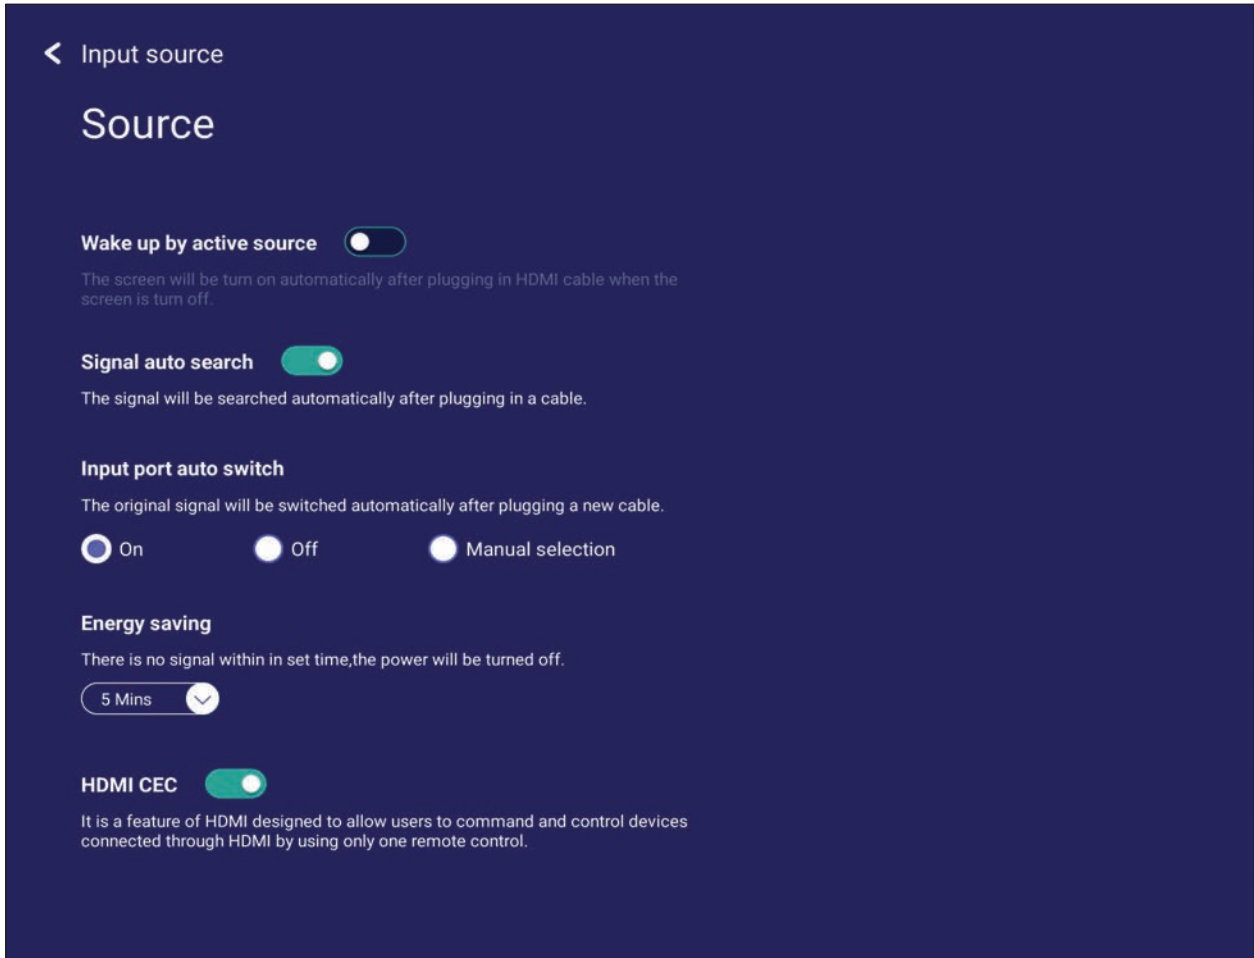 Input source
Source
Wake up by active source
The screen will be turn on automatically after plugging in HDMI cable when the
screen is turn off.
Signal auto search
The signal will be searched automatically after plugging in a cable.
Input port auto switch
The original signal will be switched automatically after plugging a new cable.
On Off Manual selection
Energy saving
There is no signal within in set time,the power will be turned off.
5 Mins
HDMI CEC
It is a feature of HDMI designed to allow users to command and control devices
connected through HDMI by using only one remote control.